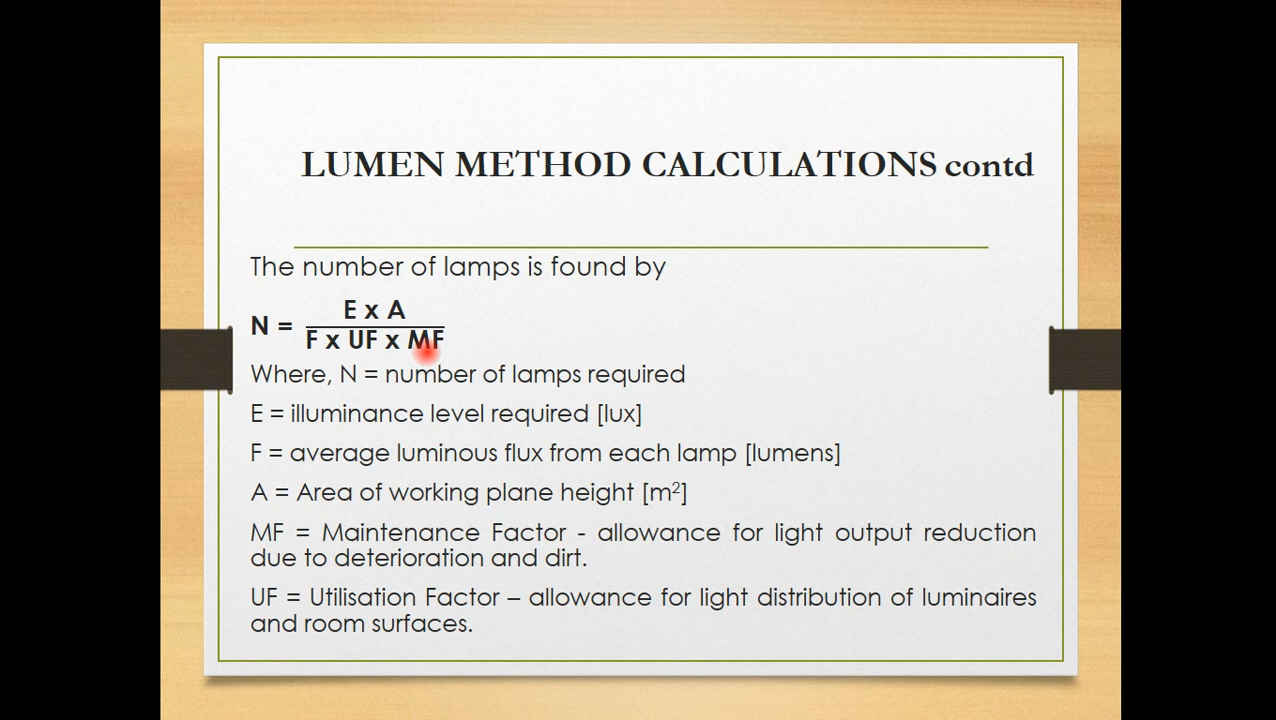 LUMEN METHOD CALCULATIONS contd
The number of lamps is found by
E x A
N =
F x UF x MF
Where, N = number of lamps required
E = illuminance level required [lux]
F = average luminous flux from each lamp [lumens]
A = Area of working plane height [m²]
MF = Maintenance Factor - allowance for light output reduction
due to deterioration and dirt.
UF = Utilisation Factor – allowance for light distribution of luminaires
and room surfaces.